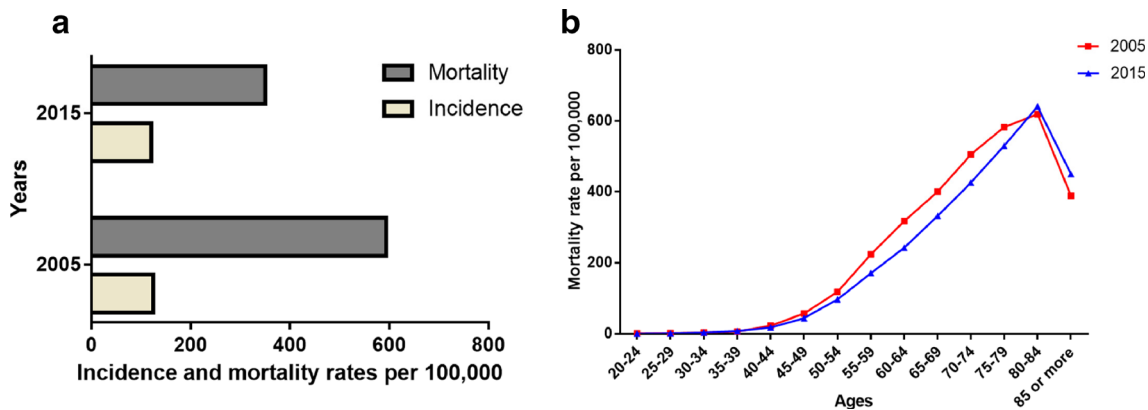 a
Mortality
Incidence
2015
2005
Years
0 200 400 600 800
Incidence and mortality rates per 100,000
b
2005
2015
800
600
400
200
0
Mortality rate per 100,000
20-24 25-29 30-34 35-39 40-44 45-49 50-54 55-59 60-64 65-69 70-74 75-79 80-84 85 or more
Ages